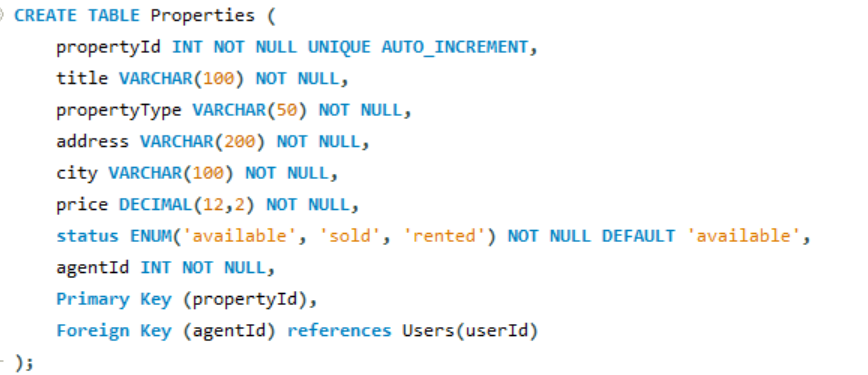 CREATE TABLE Properties (
    propertyId INT NOT NULL UNIQUE AUTO_INCREMENT,
    title VARCHAR(100) NOT NULL,
    propertyType VARCHAR(50) NOT NULL,
    address VARCHAR(200) NOT NULL,
    city VARCHAR(100) NOT NULL,
    price DECIMAL(12,2) NOT NULL,
    status ENUM('available', 'sold', 'rented') NOT NULL DEFAULT 'available',
    agentId INT NOT NULL,
    Primary Key (propertyId),
    Foreign Key (agentId) references Users(userId)
);